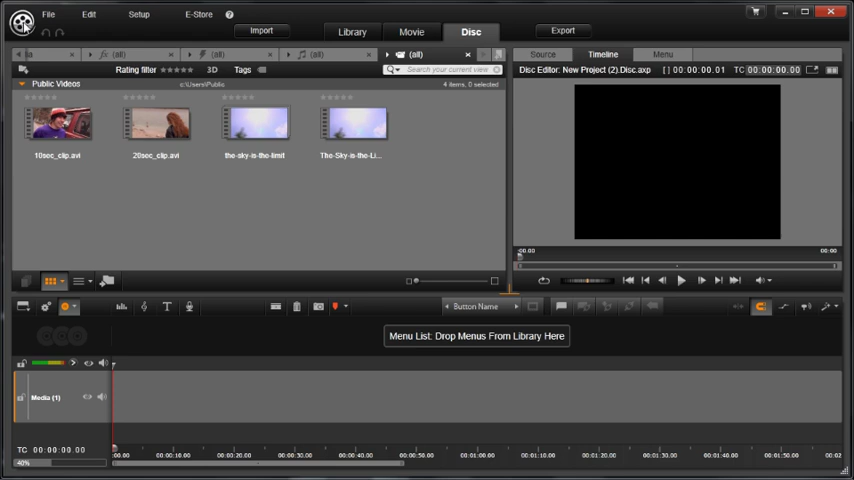 File Edit Setup E-Store ?
Import Library Movie Disc Export
(all) (all) (all) (all)
Source Timeline Menu
Rating filter 3D Tags Search your current view
Disc Editor: New Project (2).Disc.axp [ ] 00:00:00.01 TC 00:00:00.00
Public Videos c:\Users\Public 4 items, 0 selected
10sec_clip.avi 20sec_clip.avi the-sky-is-the-limit The-Sky-is-the-Li...
:00.00 00:00
Button Name
Menu List: Drop Menus From Library Here
Media (1)
TC 00:00:00.00
:00.00 00:00:10.00 00:00:20.00 00:00:30.00 00:00:40.00 00:00:50.00 00:01:00.00 00:01:10.00 00:01:20.00 00:01:30.00 00:01:40.00 00:01:50.00 00:02
40%